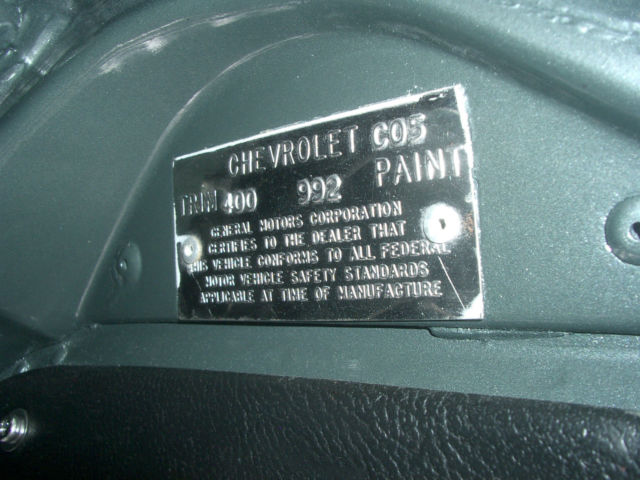 CHEVROLET CO5
TRIM 400 992 PAINT
GENERAL MOTORS CORPORATION
CERTIFIES TO THE DEALER THAT
THIS VEHICLE CONFORMS TO ALL FEDERAL
MOTOR VEHICLE SAFETY STANDARDS
APPLICABLE AT TIME OF MANUFACTURE